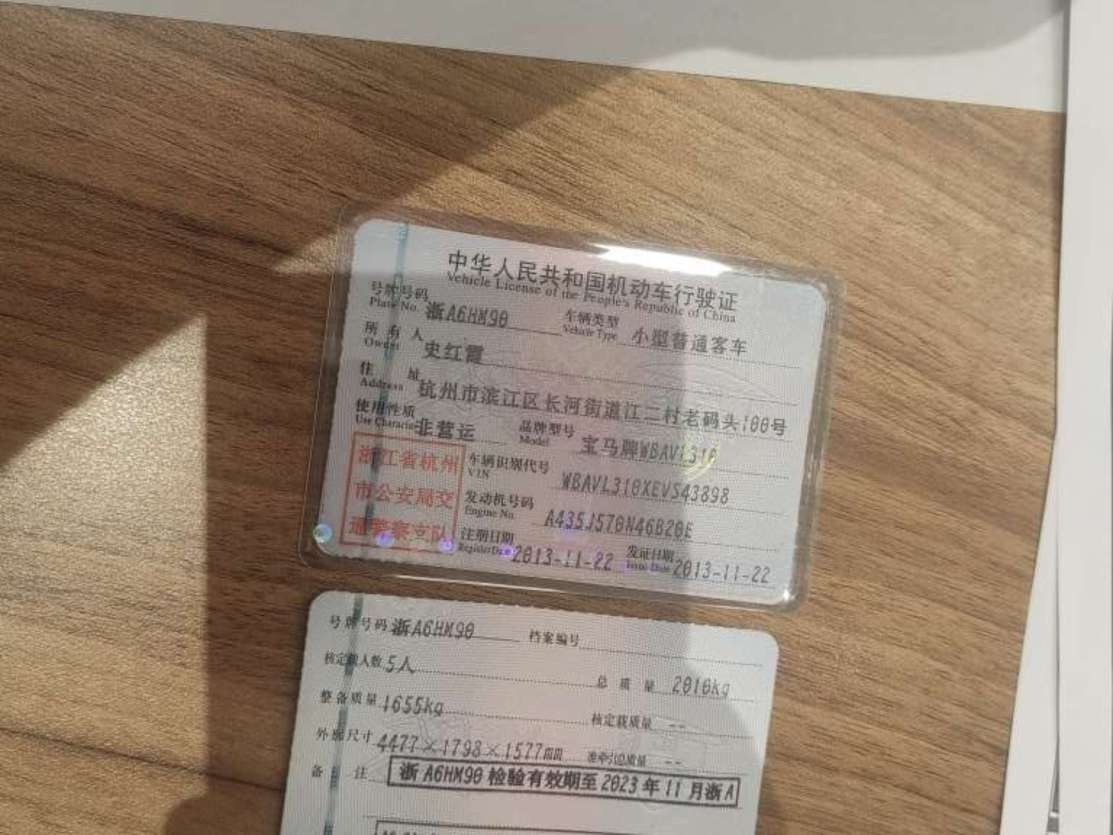 中华人民共和国机动车行驶证
Vehicle License of the People's Republic of China
号牌号码 浙A6HM90 车辆类型 小型普通客车
Plate No. Vehicle Type
所有人 史红霞
Owner
住址 杭州市滨江区长河街道江二村老码头100号
Address
使用性质 非营运 品牌型号 宝马牌WBAVL310
Use Character Model
浙江省杭州
市公安局交
通警察支队
车辆识别代号 WBAVL310XEVS43898
VIN
发动机号码 A435J570N46B20E
Engine No.
注册日期 2013-11-22 发证日期 2013-11-22
Register Date Issue Date
号牌号码 浙A6HM90 档案编号
核定载人数 5人 总质量 2010kg
整备质量 1655kg 核定载质量 --
外廓尺寸 4477×1798×1577mm 准牵引总质量 --
备注 浙A6HM90 检验有效期至 2023年11月浙A